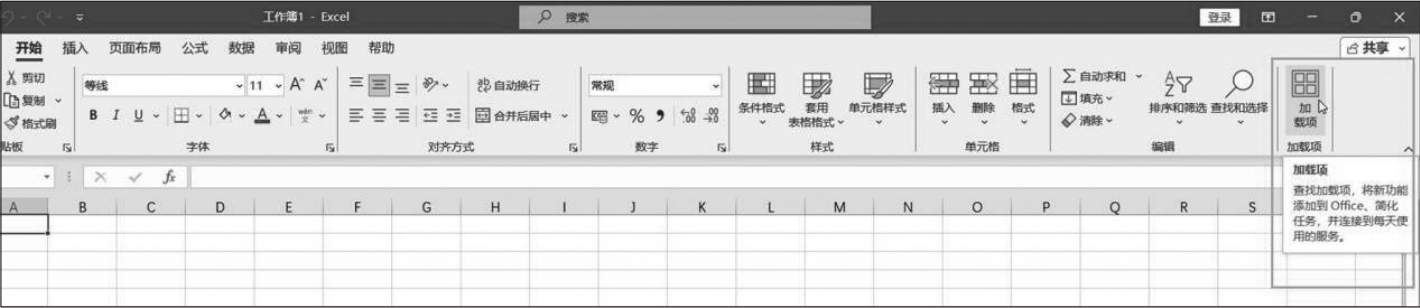 工作簿1 - Excel
搜索
登录
开始 插入 页面布局 公式 数据 审阅 视图 帮助
共享
剪切
复制
格式刷
贴板
等线 11
B I U A wén 文
字体
自动换行
合并后居中
对齐方式
常规
%
数字
条件格式
套用
表格格式
单元格样式
样式
插入 删除 格式
单元格
自动求和
填充
清除
排序和筛选 查找和选择
编辑
加
载项
加载项
fx
A B C D E F G H I J K L M N O P Q R S
加载项
查找加载项，将新功能
添加到 Office、简化
任务，并连接到每天使
用的服务。